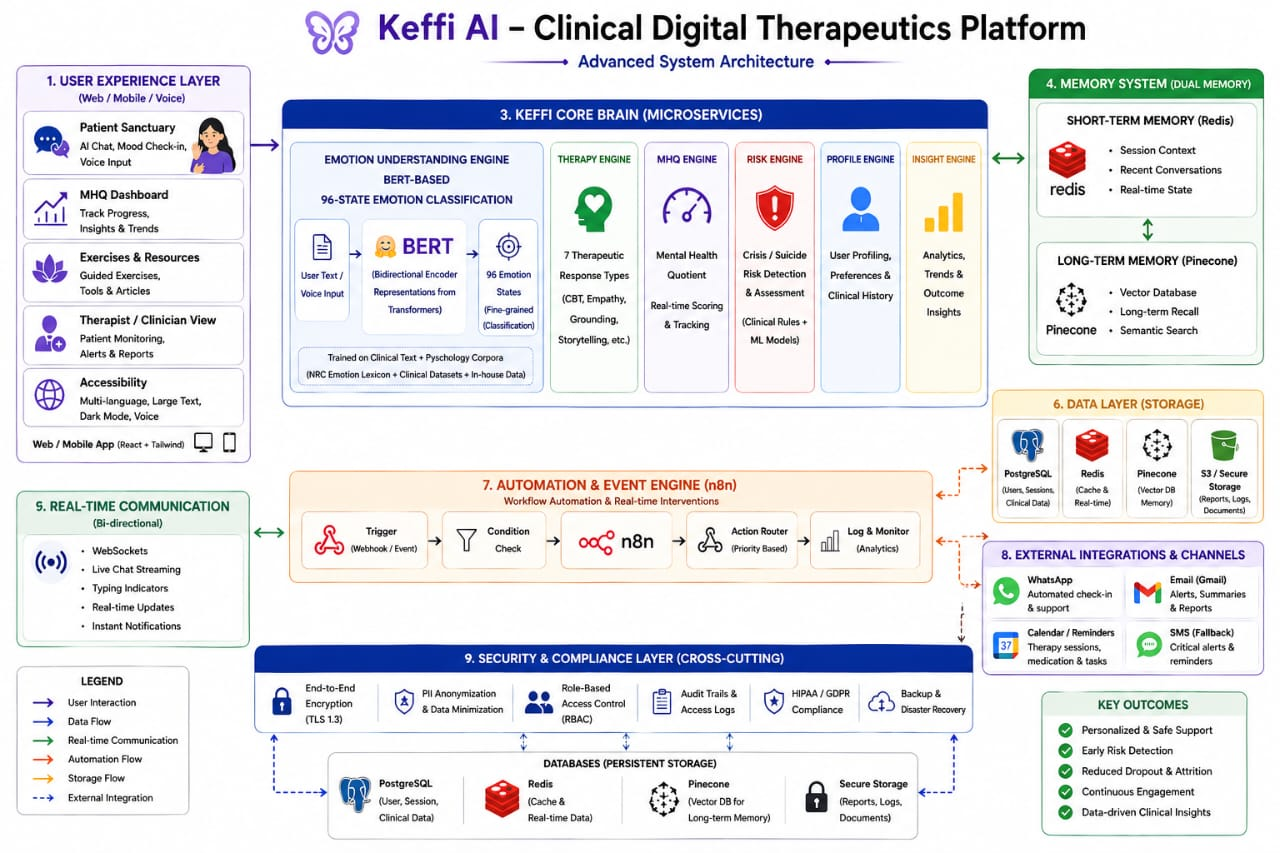 Keffi AI – Clinical Digital Therapeutics Platform
Advanced System Architecture
1. USER EXPERIENCE LAYER
(Web / Mobile / Voice)
Patient Sanctuary
AI Chat, Mood Check-in,
Voice Input
MHQ Dashboard
Track Progress,
Insights & Trends
Exercises & Resources
Guided Exercises,
Tools & Articles
Therapist / Clinician View
Patient Monitoring,
Alerts & Reports
Accessibility
Multi-language, Large Text,
Dark Mode, Voice
Web / Mobile App (React + Tailwind)
3. KEFFI CORE BRAIN (MICROSERVICES)
EMOTION UNDERSTANDING ENGINE
BERT-BASED
96-STATE EMOTION CLASSIFICATION
User Text /
Voice Input
BERT
(Bidirectional Encoder
Representations from
Transformers)
96 Emotion
States
(Fine-grained
(Classification)
Trained on Clinical Text + Pyschology Corpora
(NRC Emotion Lexicon + Clinical Datasets + In-house Data)
THERAPY ENGINE
7 Therapeutic
Response Types
(CBT, Empathy,
Grounding,
Storytelling, etc.)
MHQ ENGINE
Mental Health
Quotient
Real-time Scoring
& Tracking
RISK ENGINE
Crisis / Suicide
Risk Detection
& Assessment
(Clinical Rules +
ML Models)
PROFILE ENGINE
User Profiling,
Preferences &
Clinical History
INSIGHT ENGINE
Analytics,
Trends &
Outcome
Insights
4. MEMORY SYSTEM (DUAL MEMORY)
SHORT-TERM MEMORY (Redis)
redis
• Session Context
• Recent Conversations
• Real-time State
LONG-TERM MEMORY (Pinecone)
Pinecone
• Vector Database
• Long-term Recall
• Semantic Search
5. REAL-TIME COMMUNICATION
(Bi-directional)
• WebSockets
• Live Chat Streaming
• Typing Indicators
• Real-time Updates
• Instant Notifications
7. AUTOMATION & EVENT ENGINE (n8n)
Workflow Automation & Real-time Interventions
Trigger
(Webhook / Event)
Condition
Check
n8n
Action Router
(Priority Based)
Log & Monitor
(Analytics)
6. DATA LAYER (STORAGE)
PostgreSQL
(Users, Sessions,
Clinical Data)
Redis
(Cache &
Real-time)
Pinecone
(Vector DB
Memory)
S3 / Secure
Storage
(Reports, Logs,
Documents)
8. EXTERNAL INTEGRATIONS & CHANNELS
WhatsApp
Automated check-in
& support
Email (Gmail)
Alerts, Summaries
& Reports
37
Calendar / Reminders
Therapy sessions,
medication & tasks
SMS (Fallback)
Critical alerts &
reminders
9. SECURITY & COMPLIANCE LAYER (CROSS-CUTTING)
End-to-End
Encryption
(TLS 1.3)
PII Anonymization
& Data Minimization
Role-Based
Access Control
(RBAC)
Audit Trails &
Access Logs
HIPAA / GDPR
Compliance
Backup &
Disaster Recovery
DATABASES (PERSISTENT STORAGE)
PostgreSQL
(User, Session,
Clinical Data)
Redis
(Cache &
Real-time Data)
Pinecone
(Vector DB for
Long-term Memory)
Secure Storage
(Reports, Logs,
Documents)
LEGEND
User Interaction
Data Flow
Real-time Communication
Automation Flow
Storage Flow
External Integration
KEY OUTCOMES
Personalized & Safe Support
Early Risk Detection
Reduced Dropout & Attrition
Continuous Engagement
Data-driven Clinical Insights